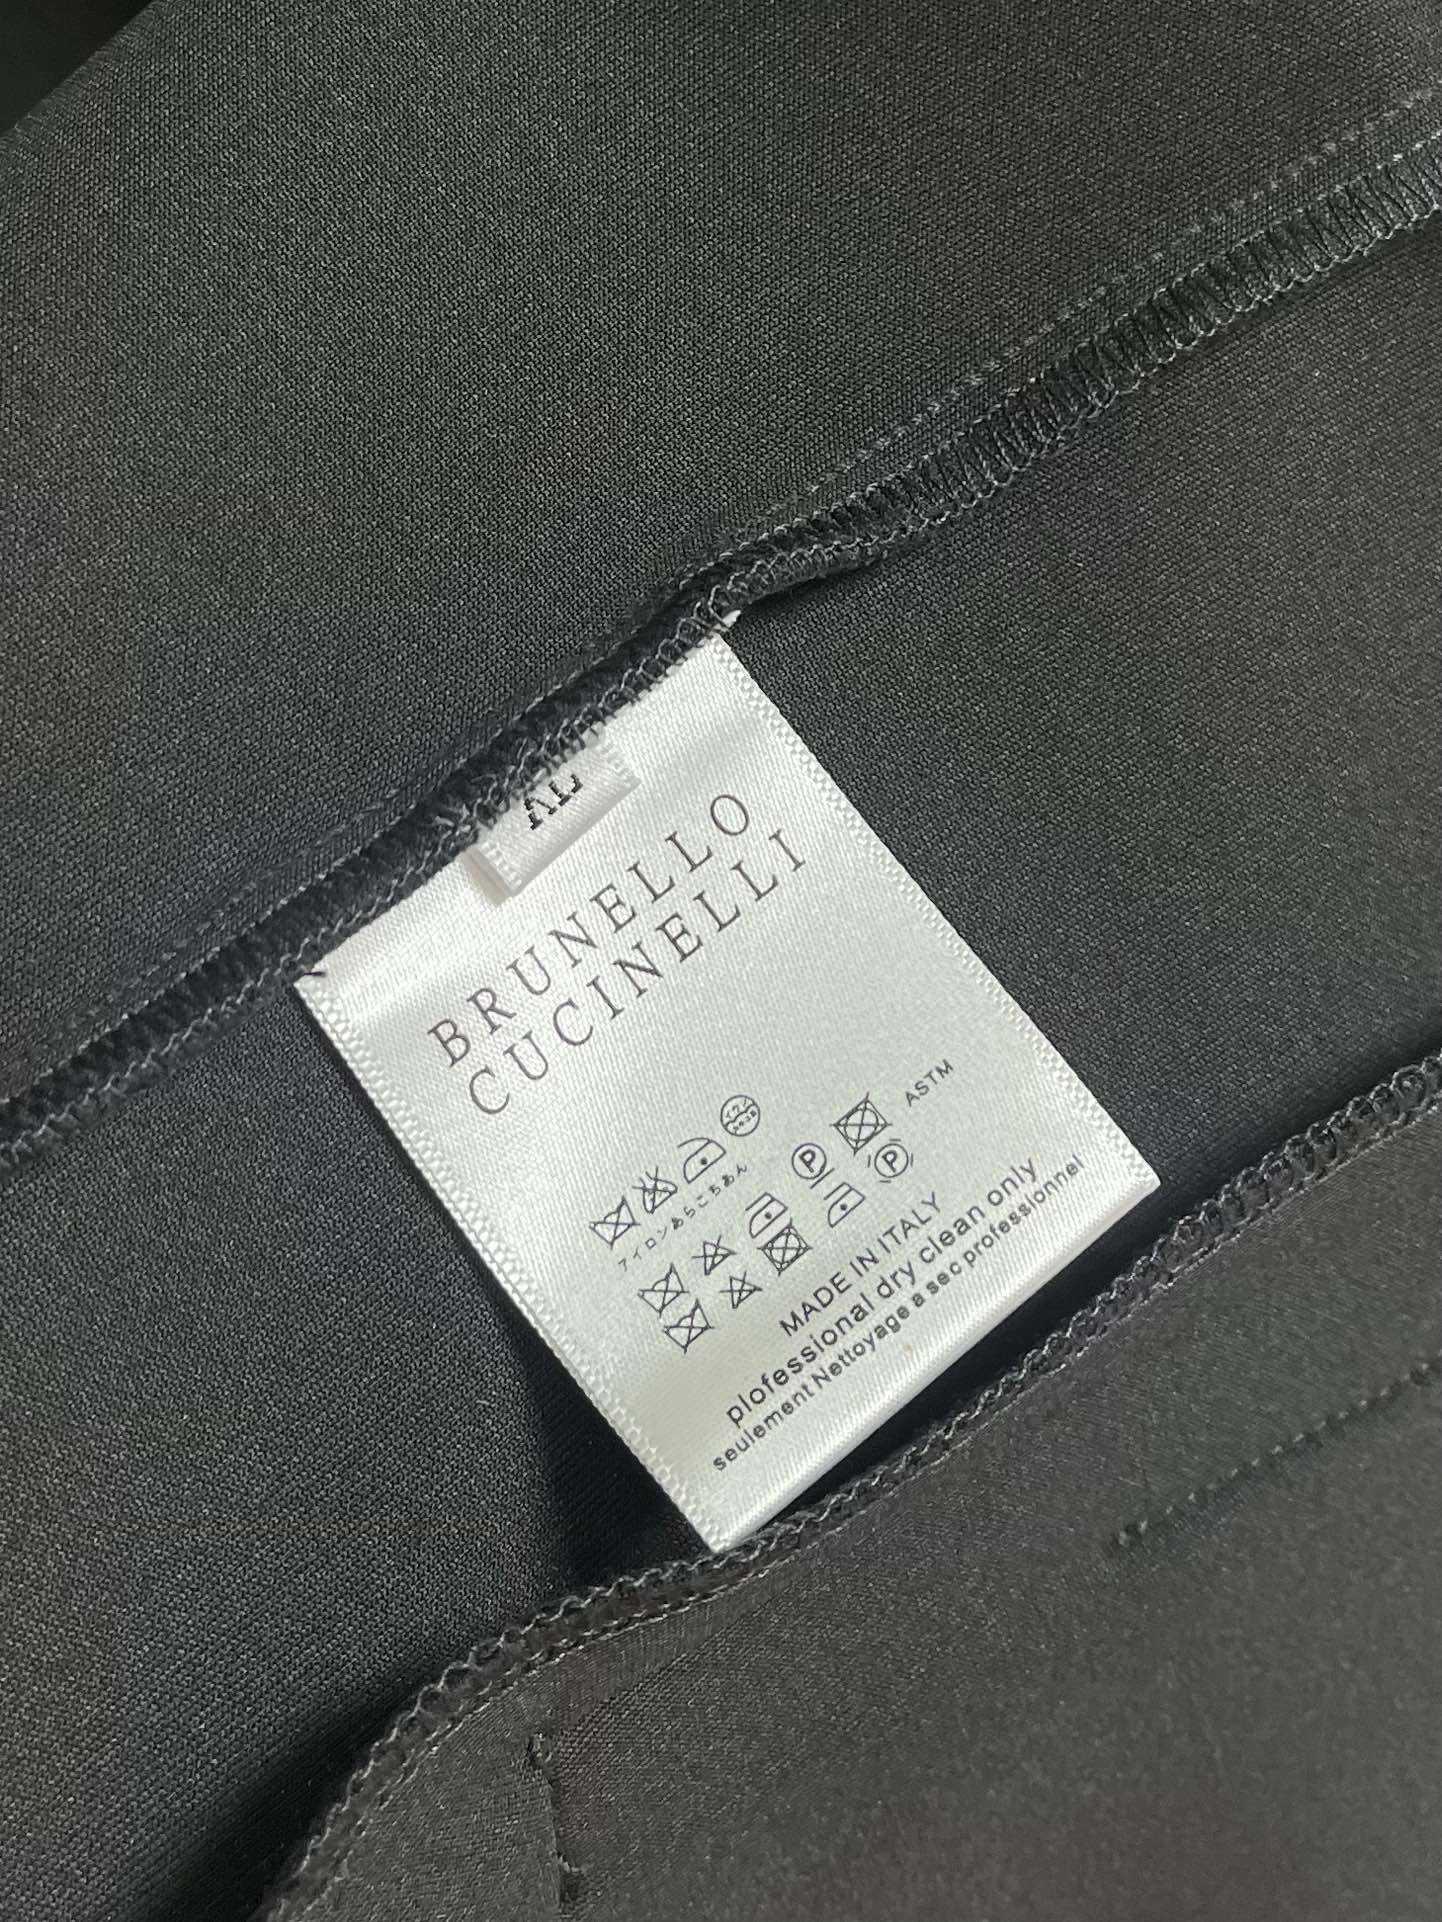 XL
BRUNELLO
CUCINELLI
アイロンあらこちあん
P
ASTM
P
MADE IN ITALY
plofessional dry clean only
seulement Nettoyage a sec professionnel